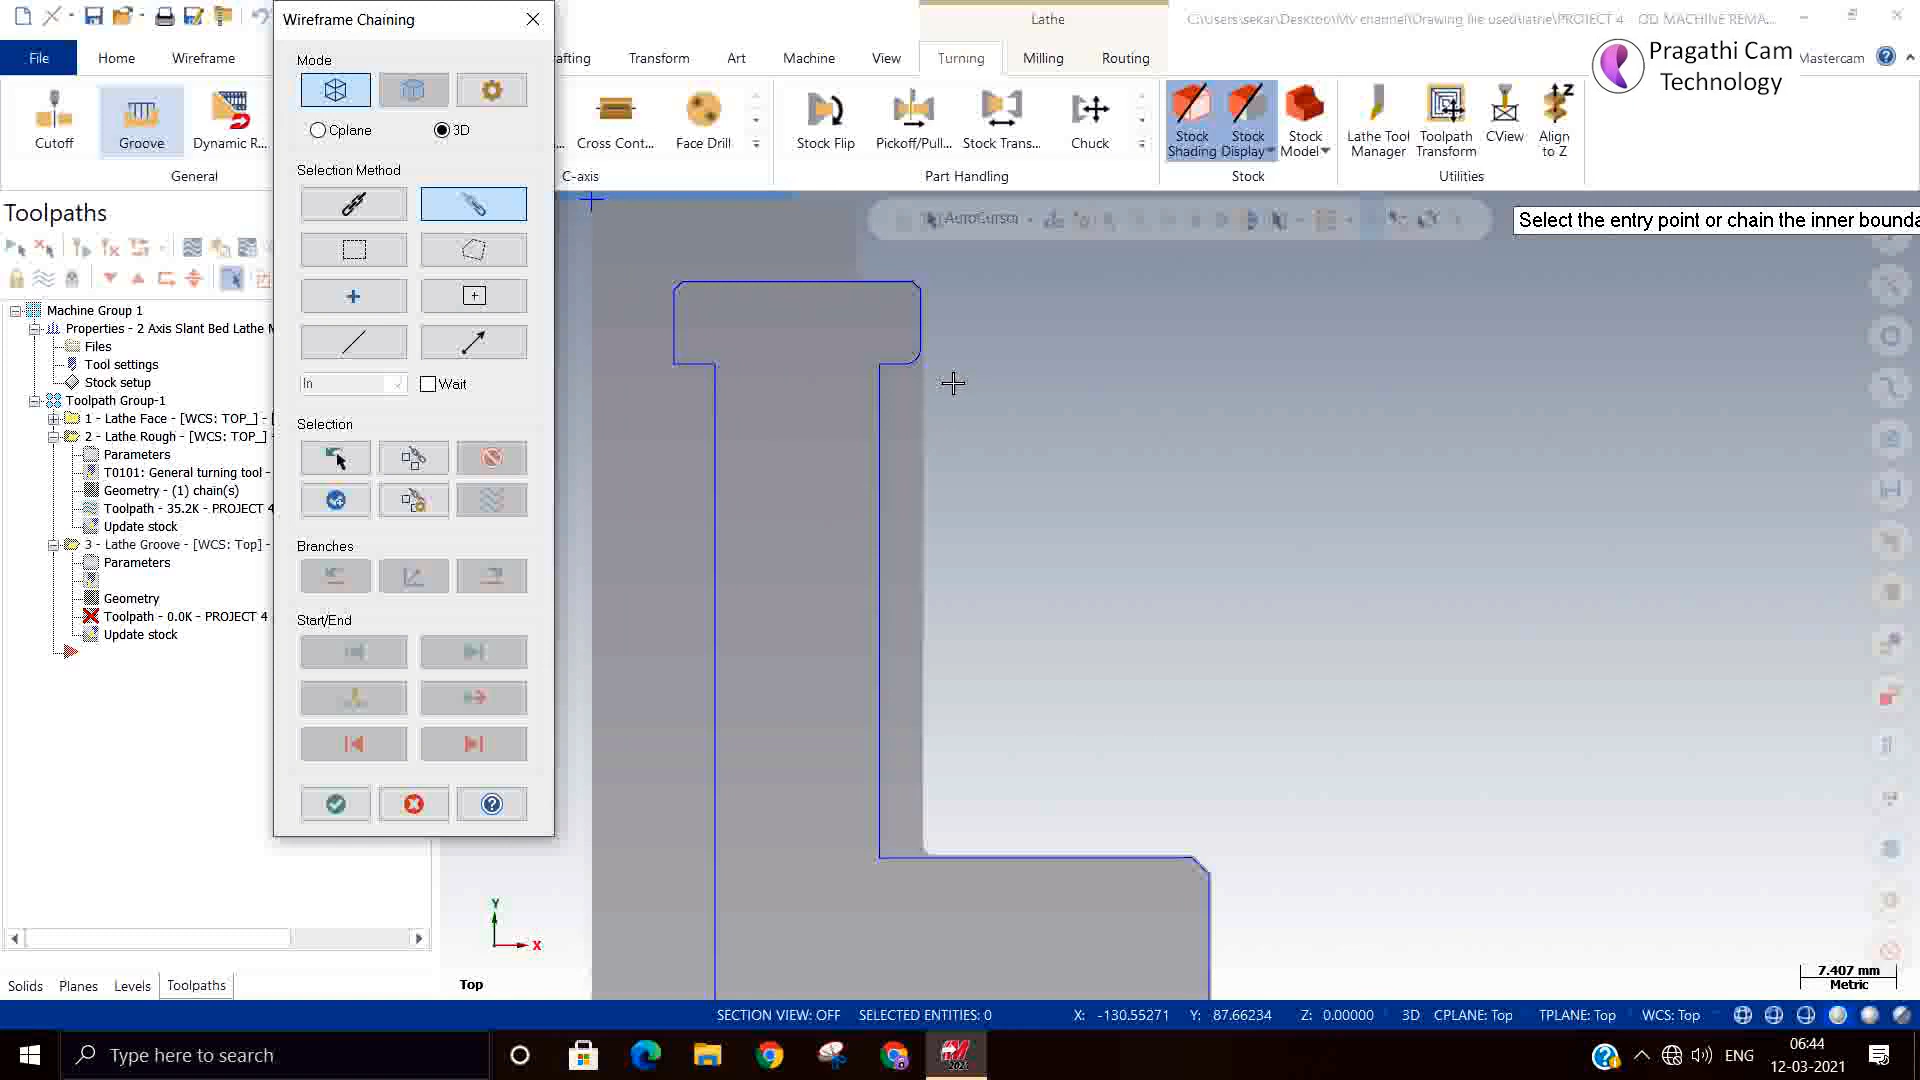 Wireframe Chaining
Lathe
Mode
Cplane
3D
Selection Method
In
Wait
Selection
Branches
Start/End
File
Home
Wireframe
Transform
Art
Machine
View
Turning
Milling
Routing
Mastercam
Pragathi Cam
Technology
Cutoff
Groove
Dynamic R...
Cross Cont...
Face Drill
Stock Flip
Pickoff/Pull...
Stock Trans...
Chuck
Stock
Shading
Stock
Display
Stock
Model
Lathe Tool
Manager
Toolpath
Transform
CView
Align
to Z
General
C-axis
Part Handling
Stock
Utilities
AutoCursor
Select the entry point or chain the inner bounda
Toolpaths
Machine Group 1
Properties - 2 Axis Slant Bed Lathe M
Files
Tool settings
Stock setup
Toolpath Group-1
1 - Lathe Face - [WCS: TOP_] - [
2 - Lathe Rough - [WCS: TOP_] -
Parameters
T0101: General turning tool -
Geometry - (1) chain(s)
Toolpath - 35.2K - PROJECT 4
Update stock
3 - Lathe Groove - [WCS: Top] -
Parameters
Geometry
Toolpath - 0.0K - PROJECT 4
Update stock
Y
X
Top
7.407 mm
Metric
Solids
Planes
Levels
Toolpaths
SECTION VIEW: OFF
SELECTED ENTITIES: 0
X: -130.55271
Y: 87.66234
Z: 0.00000
3D
CPLANE: Top
TPLANE: Top
WCS: Top
Type here to search
2021
ENG
06:44
12-03-2021